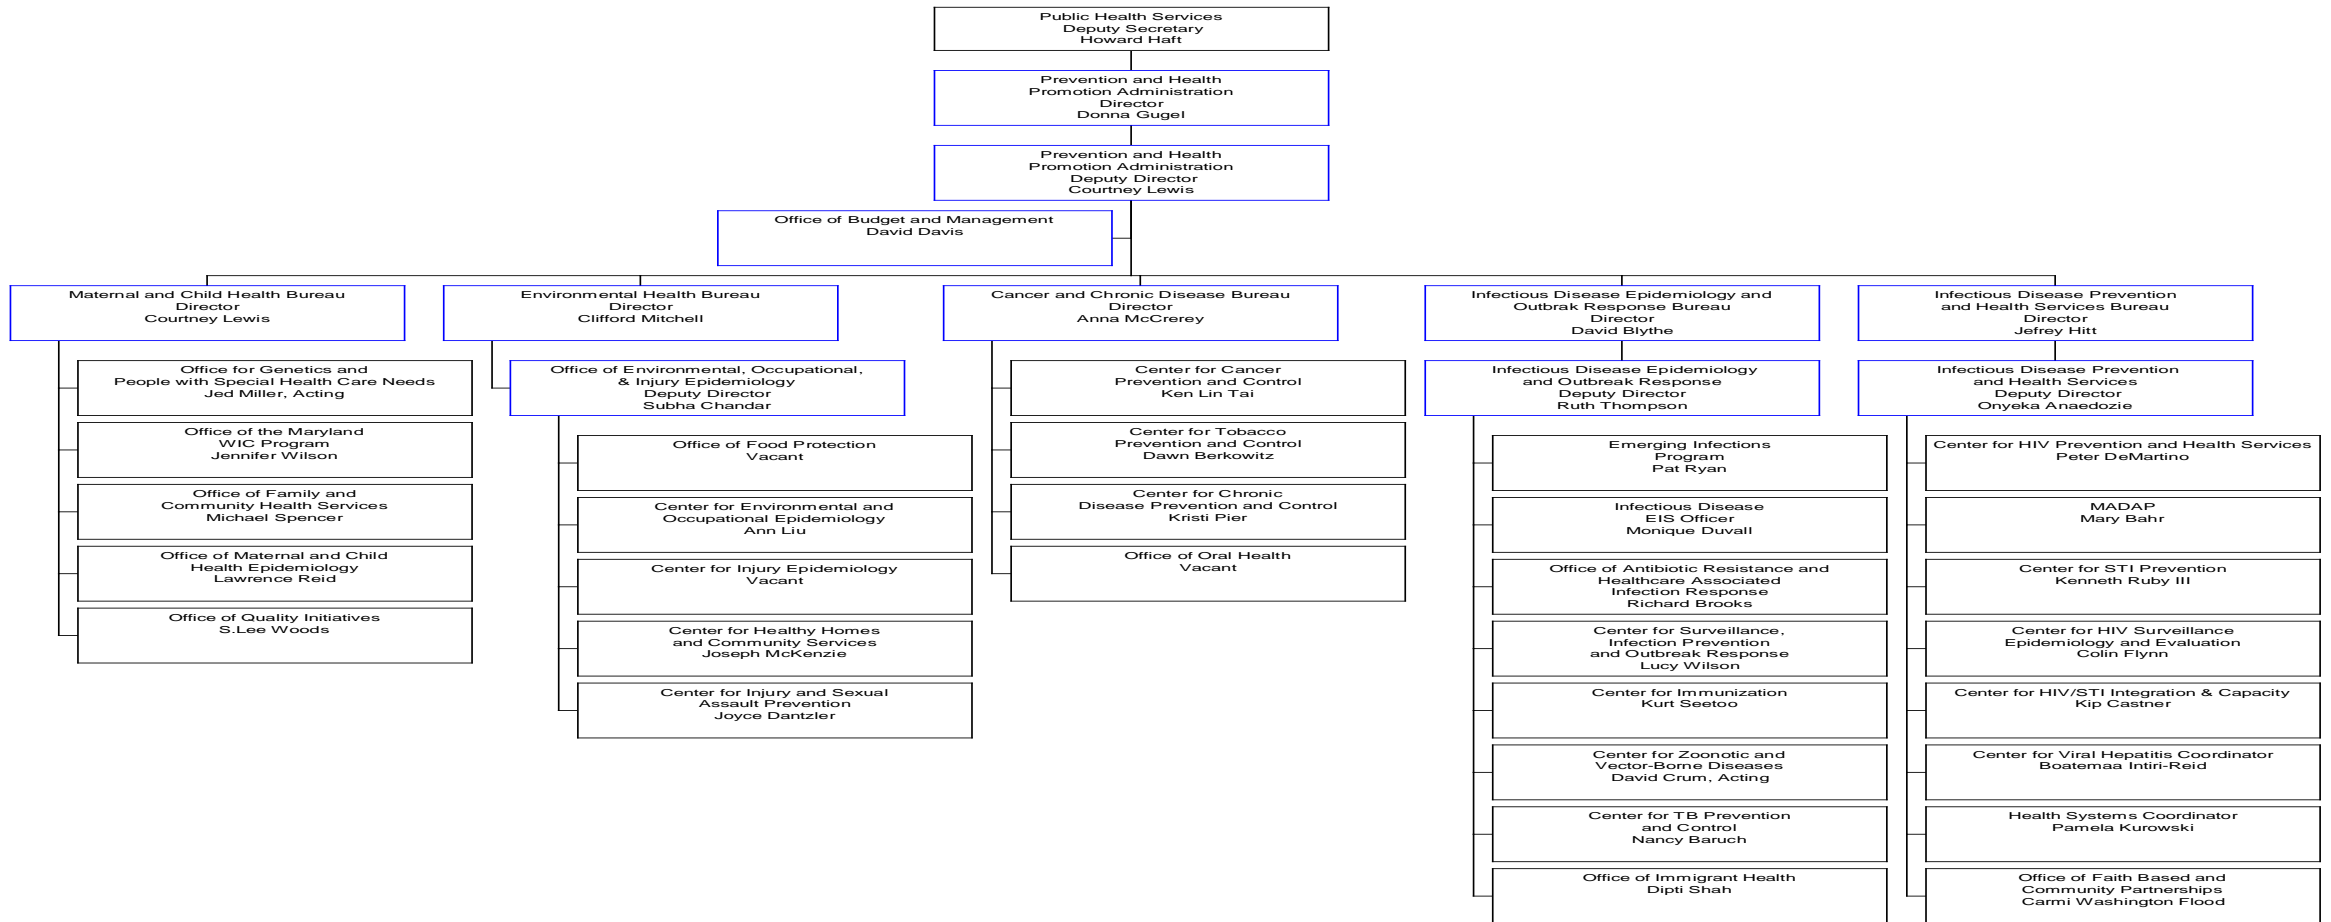 Public Health Services
Deputy Secretary
Howard Haft
Prevention and Health
Promotion Administration
Director
Donna Gugel
Prevention and Health
Promotion Administration
Deputy Director
Courtney Lewis
Office of Budget and Management
David Davis
Maternal and Child Health Bureau
Director
Courtney Lewis
Office for Genetics and
People with Special Health Care Needs
Jed Miller, Acting
Office of the Maryland
WIC Program
Jennifer Wilson
Office of Family and
Community Health Services
Michael Spencer
Office of Maternal and Child
Health Epidemiology
Lawrence Reid
Office of Quality Initiatives
S.Lee Woods
Environmental Health Bureau
Director
Clifford Mitchell
Office of Environmental, Occupational,
& Injury Epidemiology
Deputy Director
Subha Chandar
Office of Food Protection
Vacant
Center for Environmental and
Occupational Epidemiology
Ann Liu
Center for Injury Epidemiology
Vacant
Center for Healthy Homes
and Community Services
Joseph McKenzie
Center for Injury and Sexual
Assault Prevention
Joyce Dantzler
Cancer and Chronic Disease Bureau
Director
Anna McCrerey
Center for Cancer
Prevention and Control
Ken Lin Tai
Center for Tobacco
Prevention and Control
Dawn Berkowitz
Center for Chronic
Disease Prevention and Control
Kristi Pier
Office of Oral Health
Vacant
Infectious Disease Epidemiology and
Outbrak Response Bureau
Director
David Blythe
Infectious Disease Epidemiology
and Outbreak Response
Deputy Director
Ruth Thompson
Emerging Infections
Program
Pat Ryan
Infectious Disease
EIS Officer
Monique Duvall
Office of Antibiotic Resistance and
Healthcare Associated
Infection Response
Richard Brooks
Center for Surveillance,
Infection Prevention
and Outbreak Response
Lucy Wilson
Center for Immunization
Kurt Seetoo
Center for Zoonotic and
Vector-Borne Diseases
David Crum, Acting
Center for TB Prevention
and Control
Nancy Baruch
Office of Immigrant Health
Dipti Shah
Infectious Disease Prevention
and Health Services Bureau
Director
Jefrey Hitt
Infectious Disease Prevention
and Health Services
Deputy Director
Onyeka Anaedozie
Center for HIV Prevention and Health Services
Peter DeMartino
MADAP
Mary Bahr
Center for STI Prevention
Kenneth Ruby III
Center for HIV Surveillance
Epidemiology and Evaluation
Colin Flynn
Center for HIV/STI Integration & Capacity
Kip Castner
Center for Viral Hepatitis Coordinator
Boatemaa Intiri-Reid
Health Systems Coordinator
Pamela Kurowski
Office of Faith Based and
Community Partnerships
Carmi Washington Flood